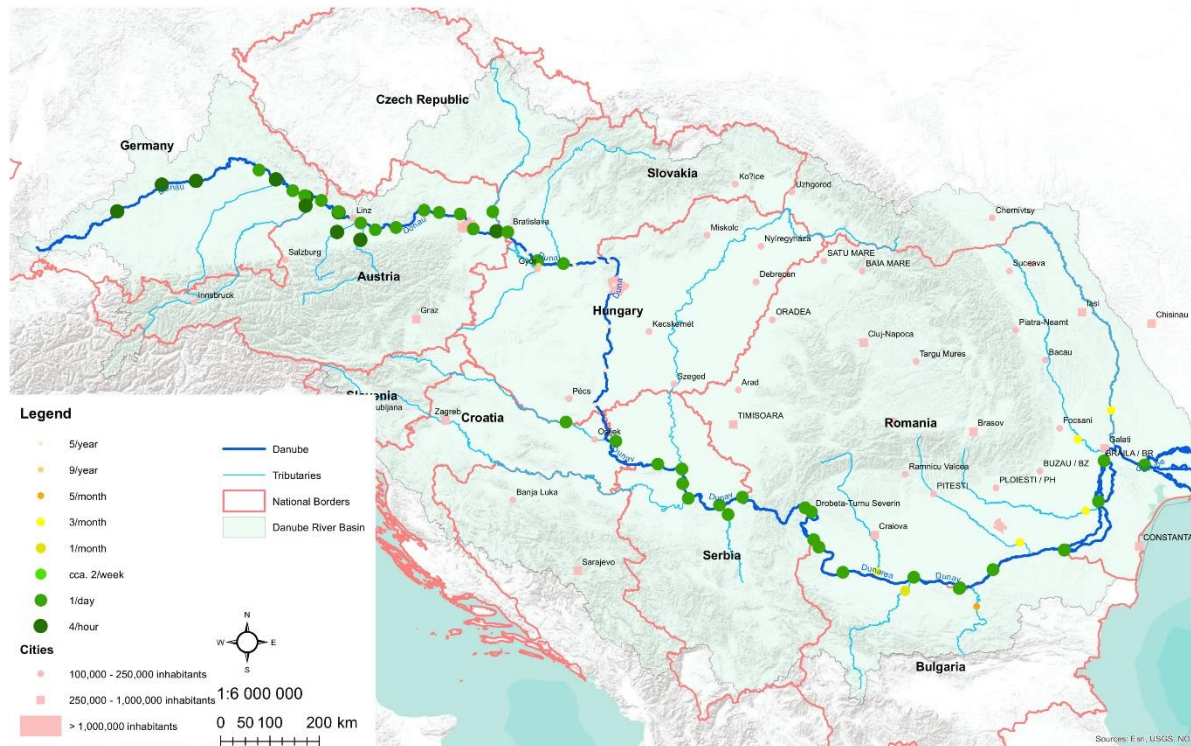 Czech Republic
Germany
Slovakia
Ko?ice
Uzhgorod
Chernivtsy
Donau
Linz
Donau
Bratislava
Miskolc
Nyíregyháza
Salzburg
Győr
Duna
SATU MARE
BAIA MARE
Suceava
Austria
Debrecen
Duna
Innsbruck
Graz
Hungary
Kecskemét
ORADEA
Iasi
Chisinau
Piatra-Neamt
Cluj-Napoca
Targu Mures
Bacau
Szeged
Arad
Pécs
Slovenia
Ljubljana
Zagreb
Croatia
TIMISOARA
Romania
Brasov
Focsani
Osijek
Galati
BRAILA / BR
Dunav
Ramnicu Valcea
BUZAU / BZ
PITESTI
PLOIESTI / PH
Banja Luka
Dunav
Drobeta-Turnu Severin
Craiova
CONSTANTA
Serbia
Sarajevo
Dunarea
Dunav
Bulgaria
Legend
5/year
9/year
5/month
3/month
1/month
cca. 2/week
1/day
4/hour
Danube
Tributaries
National Borders
Danube River Basin
Cities
100,000 - 250,000 inhabitants
250,000 - 1,000,000 inhabitants
> 1,000,000 inhabitants
N
W
E
S
1:6 000 000
0 50 100 200 km
Sources: Esri, USGS, NO